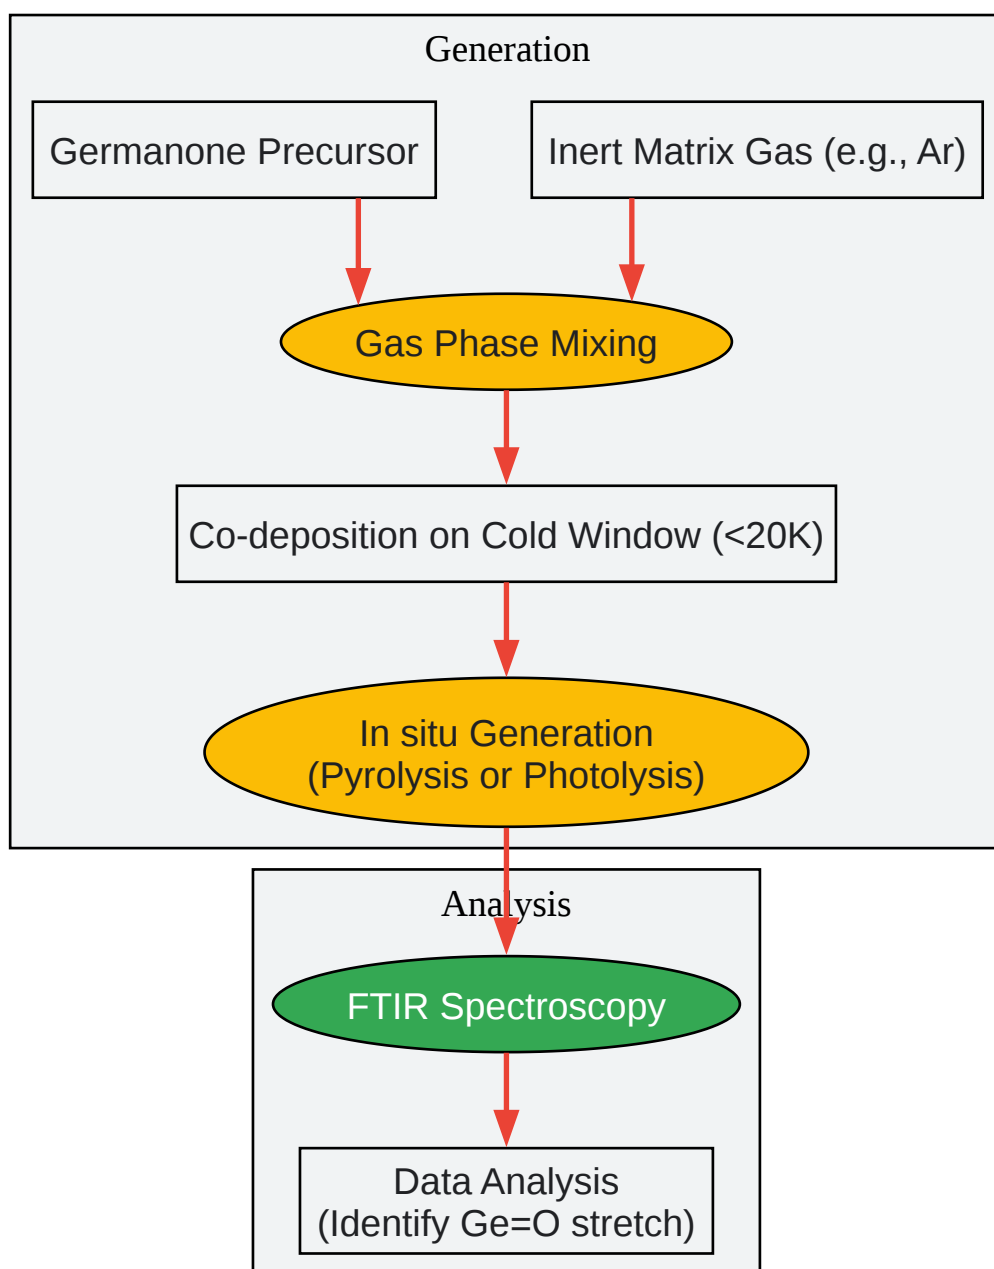 Generation
Germanone Precursor
Inert Matrix Gas (e.g., Ar)
Gas Phase Mixing
Co-deposition on Cold Window (<20K)
In situ Generation
(Pyrolysis or Photolysis)
Analysis
FTIR Spectroscopy
Data Analysis
(Identify Ge=O stretch)